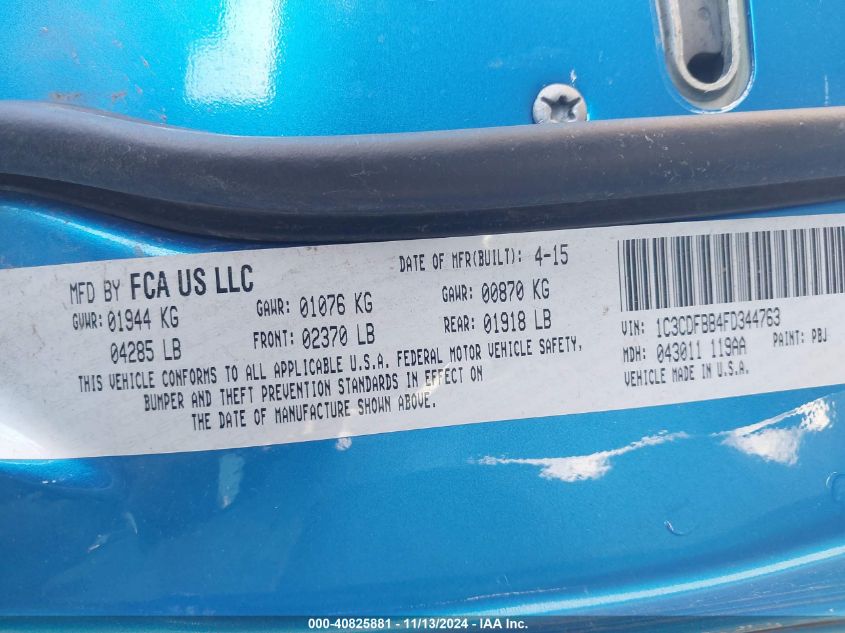 MFD BY FCA US LLC
DATE OF MFR(BUILT): 4-15
GVWR: 01944 KG
GAWR: 01076 KG
GAWR: 00870 KG
04285 LB
FRONT: 02370 LB
REAR: 01918 LB
THIS VEHICLE CONFORMS TO ALL APPLICABLE U.S.A. FEDERAL MOTOR VEHICLE SAFETY,
BUMPER AND THEFT PREVENTION STANDARDS IN EFFECT ON
THE DATE OF MANUFACTURE SHOWN ABOVE.
VIN: 1C3CDFBB4FD344763
MDH: 043011 119AA PAINT: PBJ
VEHICLE MADE IN U.S.A.
000-40825881 - 11/13/2024 - IAA Inc.